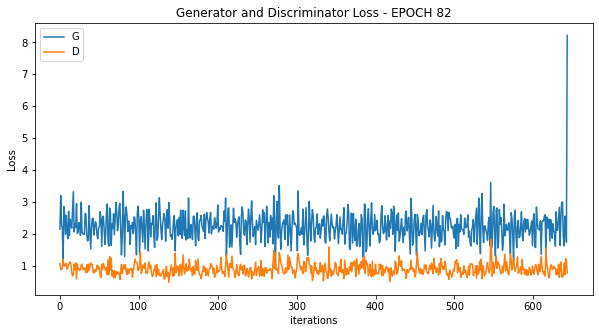 Generator and Discriminator Loss - EPOCH 82
G
D
Loss
8
7
6
5
4
3
2
1
0 100 200 300 400 500 600
iterations